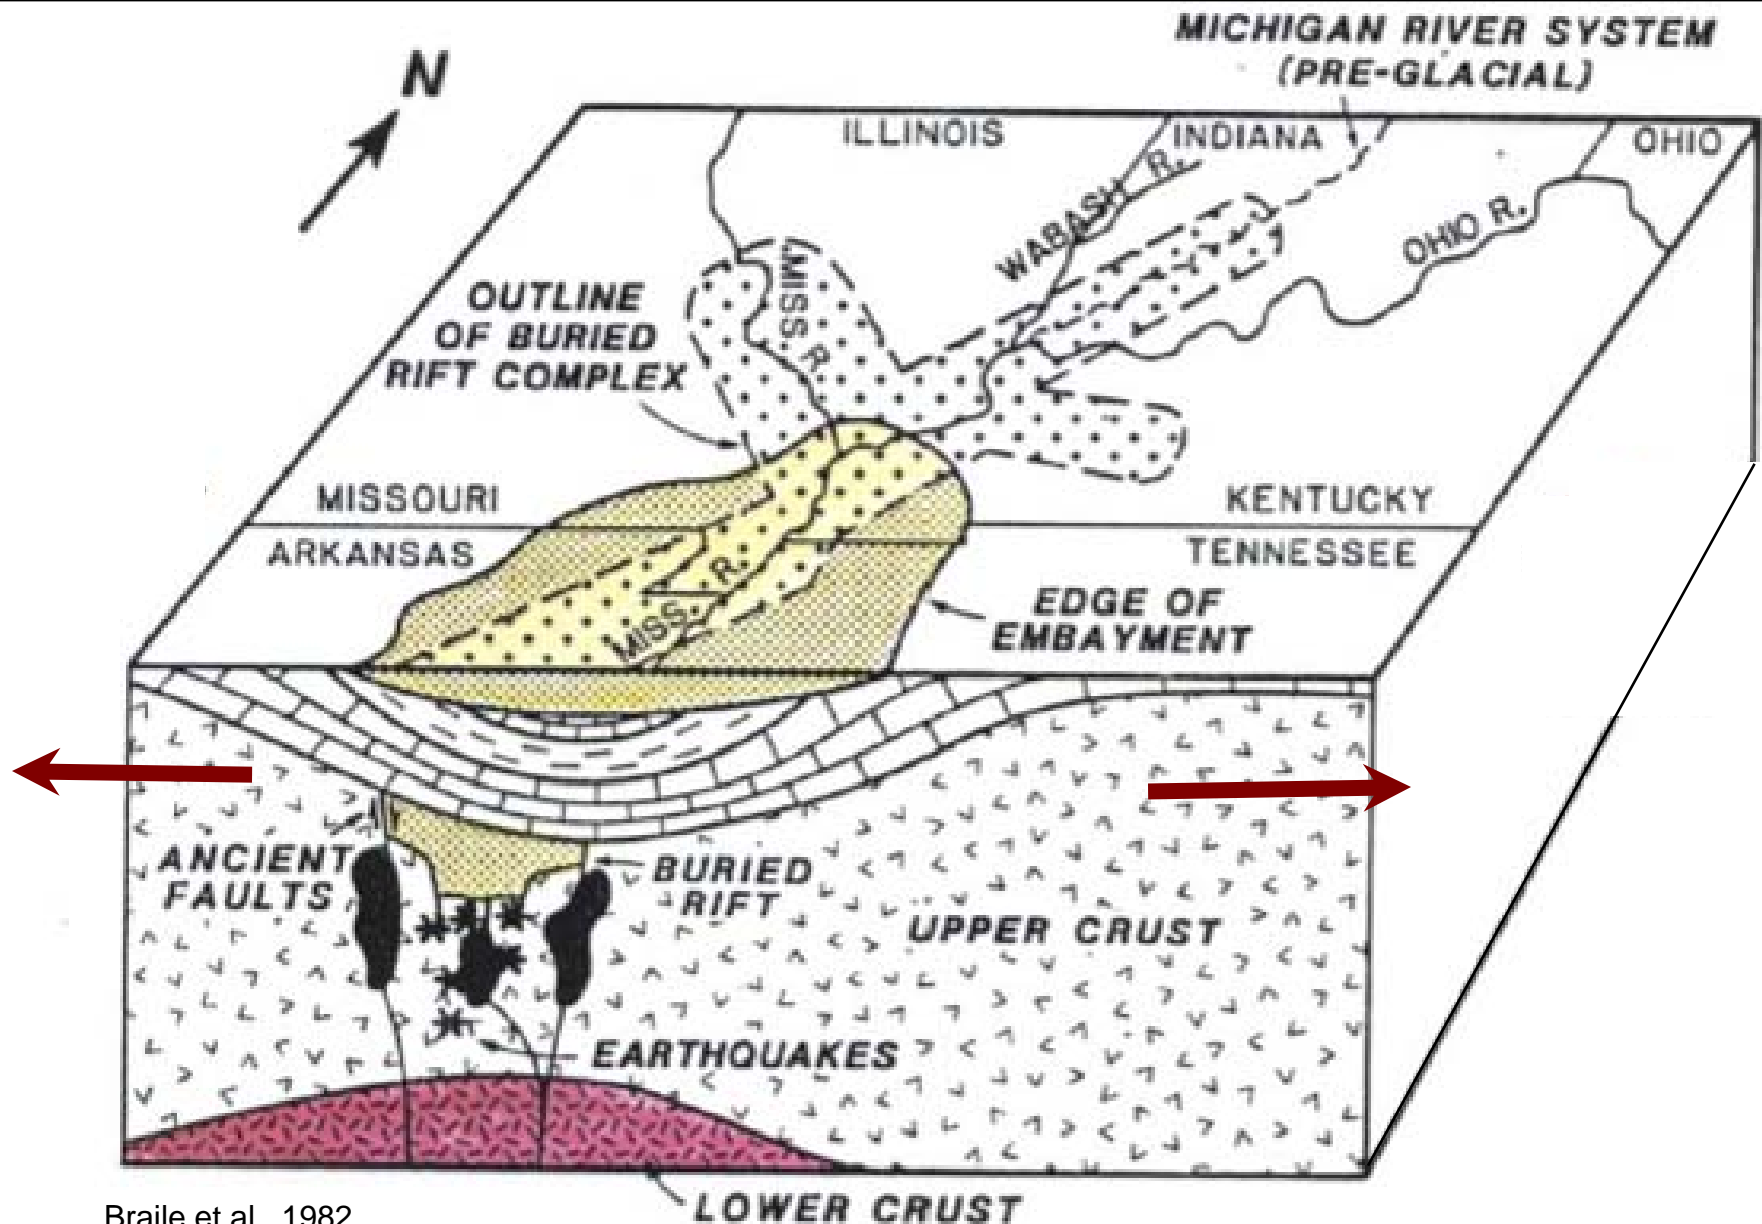 MICHIGAN RIVER SYSTEM
(PRE-GLACIAL)
N
ILLINOIS
INDIANA
OHIO
WABASH R.
OHIO R.
MISS. R.
OUTLINE
OF BURIED
RIFT COMPLEX
MISSOURI
KENTUCKY
ARKANSAS
TENNESSEE
MISS. R.
EDGE OF
EMBAYMENT
ANCIENT
FAULTS
BURIED
RIFT
UPPER CRUST
EARTHQUAKES
LOWER CRUST
Braile et al., 1982